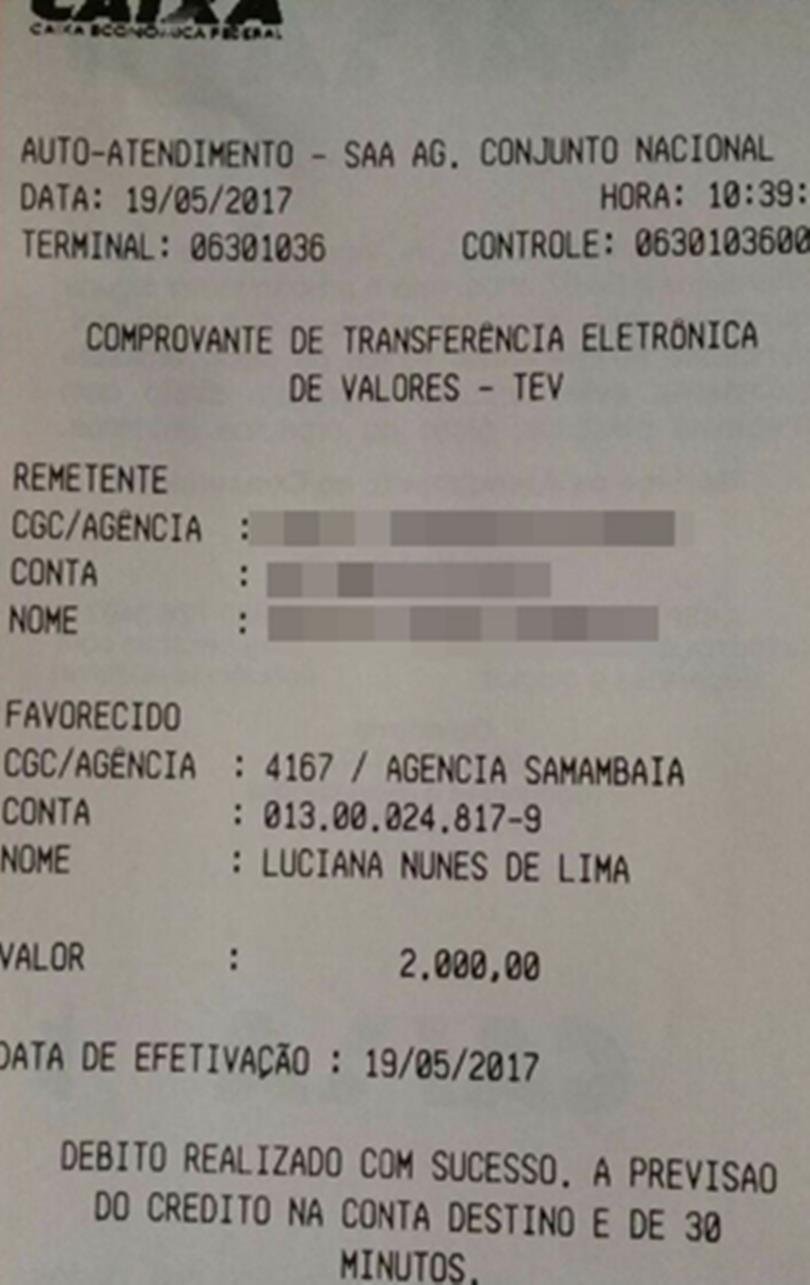 CAIXA
CAIXA ECONÔMICA FEDERAL
AUTO-ATENDIMENTO - SAA AG. CONJUNTO NACIONAL
DATA: 19/05/2017 HORA: 10:39:
TERMINAL: 06301036 CONTROLE: 0630103600
COMPROVANTE DE TRANSFERÊNCIA ELETRÔNICA
DE VALORES - TEV
REMETENTE
CGC/AGÊNCIA :
CONTA :
NOME :
FAVORECIDO
CGC/AGÊNCIA : 4167 / AGENCIA SAMAMBAIA
CONTA : 013.00.024.817-9
NOME : LUCIANA NUNES DE LIMA
VALOR : 2.000,00
DATA DE EFETIVAÇÃO : 19/05/2017
DEBITO REALIZADO COM SUCESSO. A PREVISAO
DO CREDITO NA CONTA DESTINO E DE 30
MINUTOS.